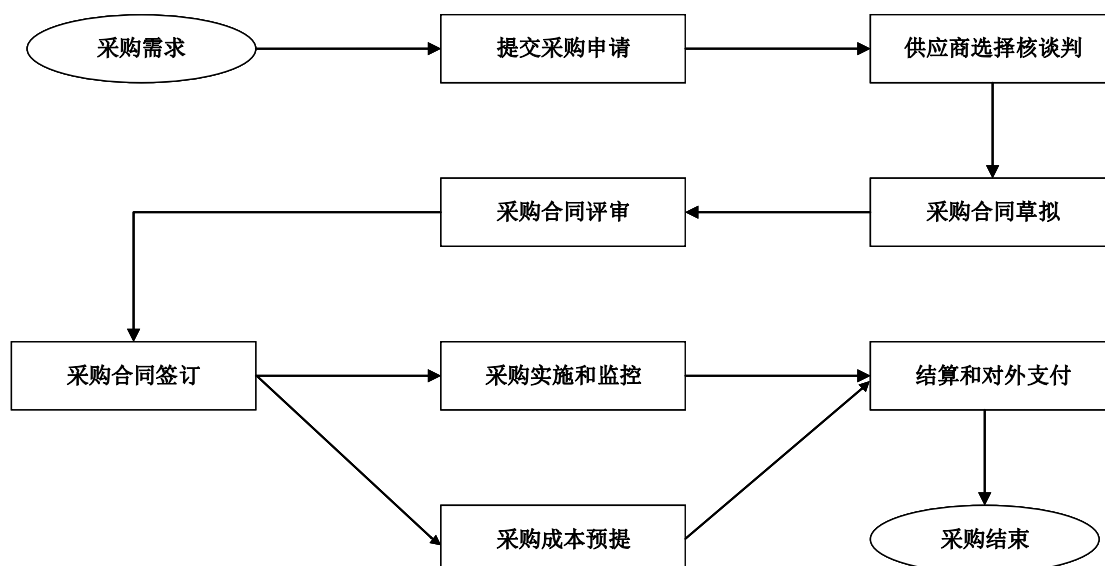 采购需求
提交采购申请
供应商选择核谈判
采购合同评审
采购合同草拟
采购合同签订
采购实施和监控
结算和对外支付
采购成本预提
采购结束